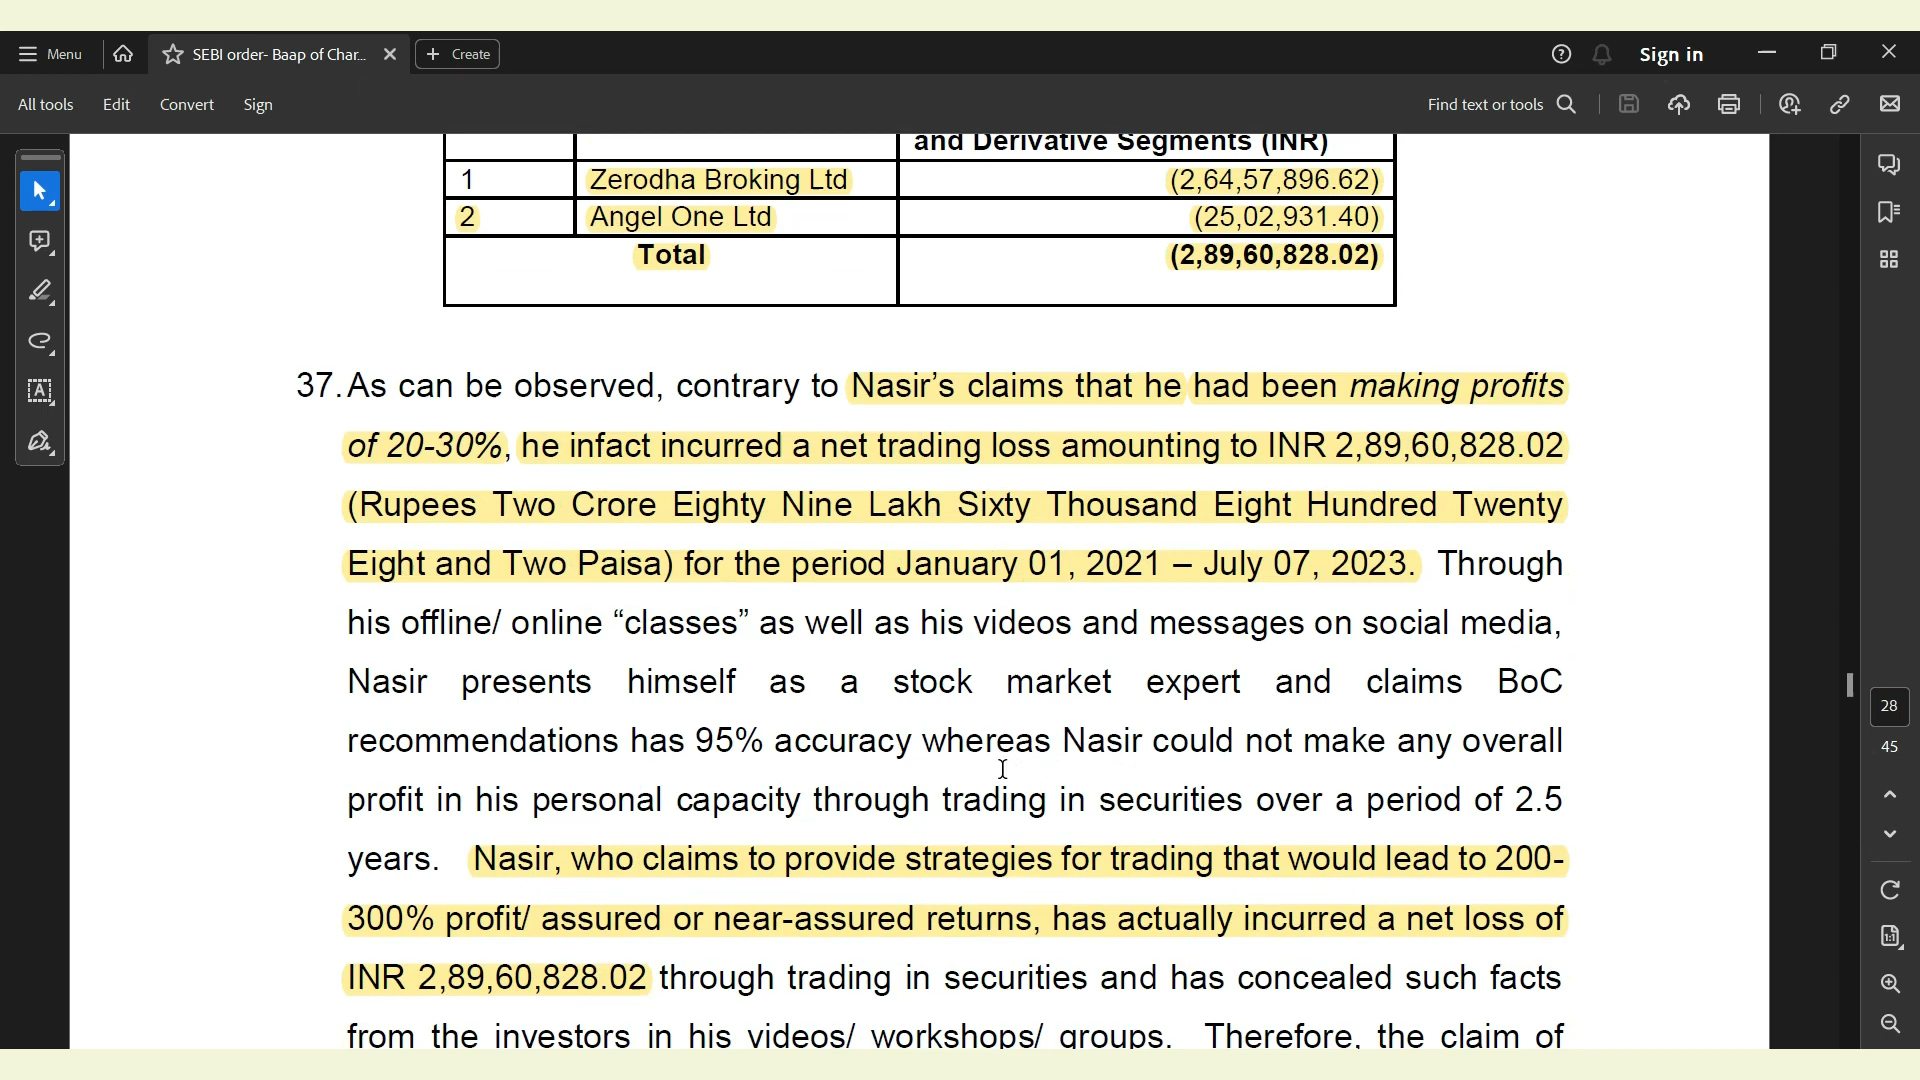 Menu
SEBI order- Baap of Char...
Create
Sign in
All tools
Edit
Convert
Sign
Find text or tools
and Derivative Segments (INR)
1 Zerodha Broking Ltd (2,64,57,896.62)
2 Angel One Ltd (25,02,931.40)
Total (2,89,60,828.02)
37. As can be observed, contrary to Nasir’s claims that he had been making profits
of 20-30%, he infact incurred a net trading loss amounting to INR 2,89,60,828.02
(Rupees Two Crore Eighty Nine Lakh Sixty Thousand Eight Hundred Twenty
Eight and Two Paisa) for the period January 01, 2021 – July 07, 2023. Through
his offline/ online “classes” as well as his videos and messages on social media,
Nasir presents himself as a stock market expert and claims BoC
recommendations has 95% accuracy whereas Nasir could not make any overall
profit in his personal capacity through trading in securities over a period of 2.5
years. Nasir, who claims to provide strategies for trading that would lead to 200-
300% profit/ assured or near-assured returns, has actually incurred a net loss of
INR 2,89,60,828.02 through trading in securities and has concealed such facts
from the investors in his videos/ workshops/ groups. Therefore, the claim of
28
45